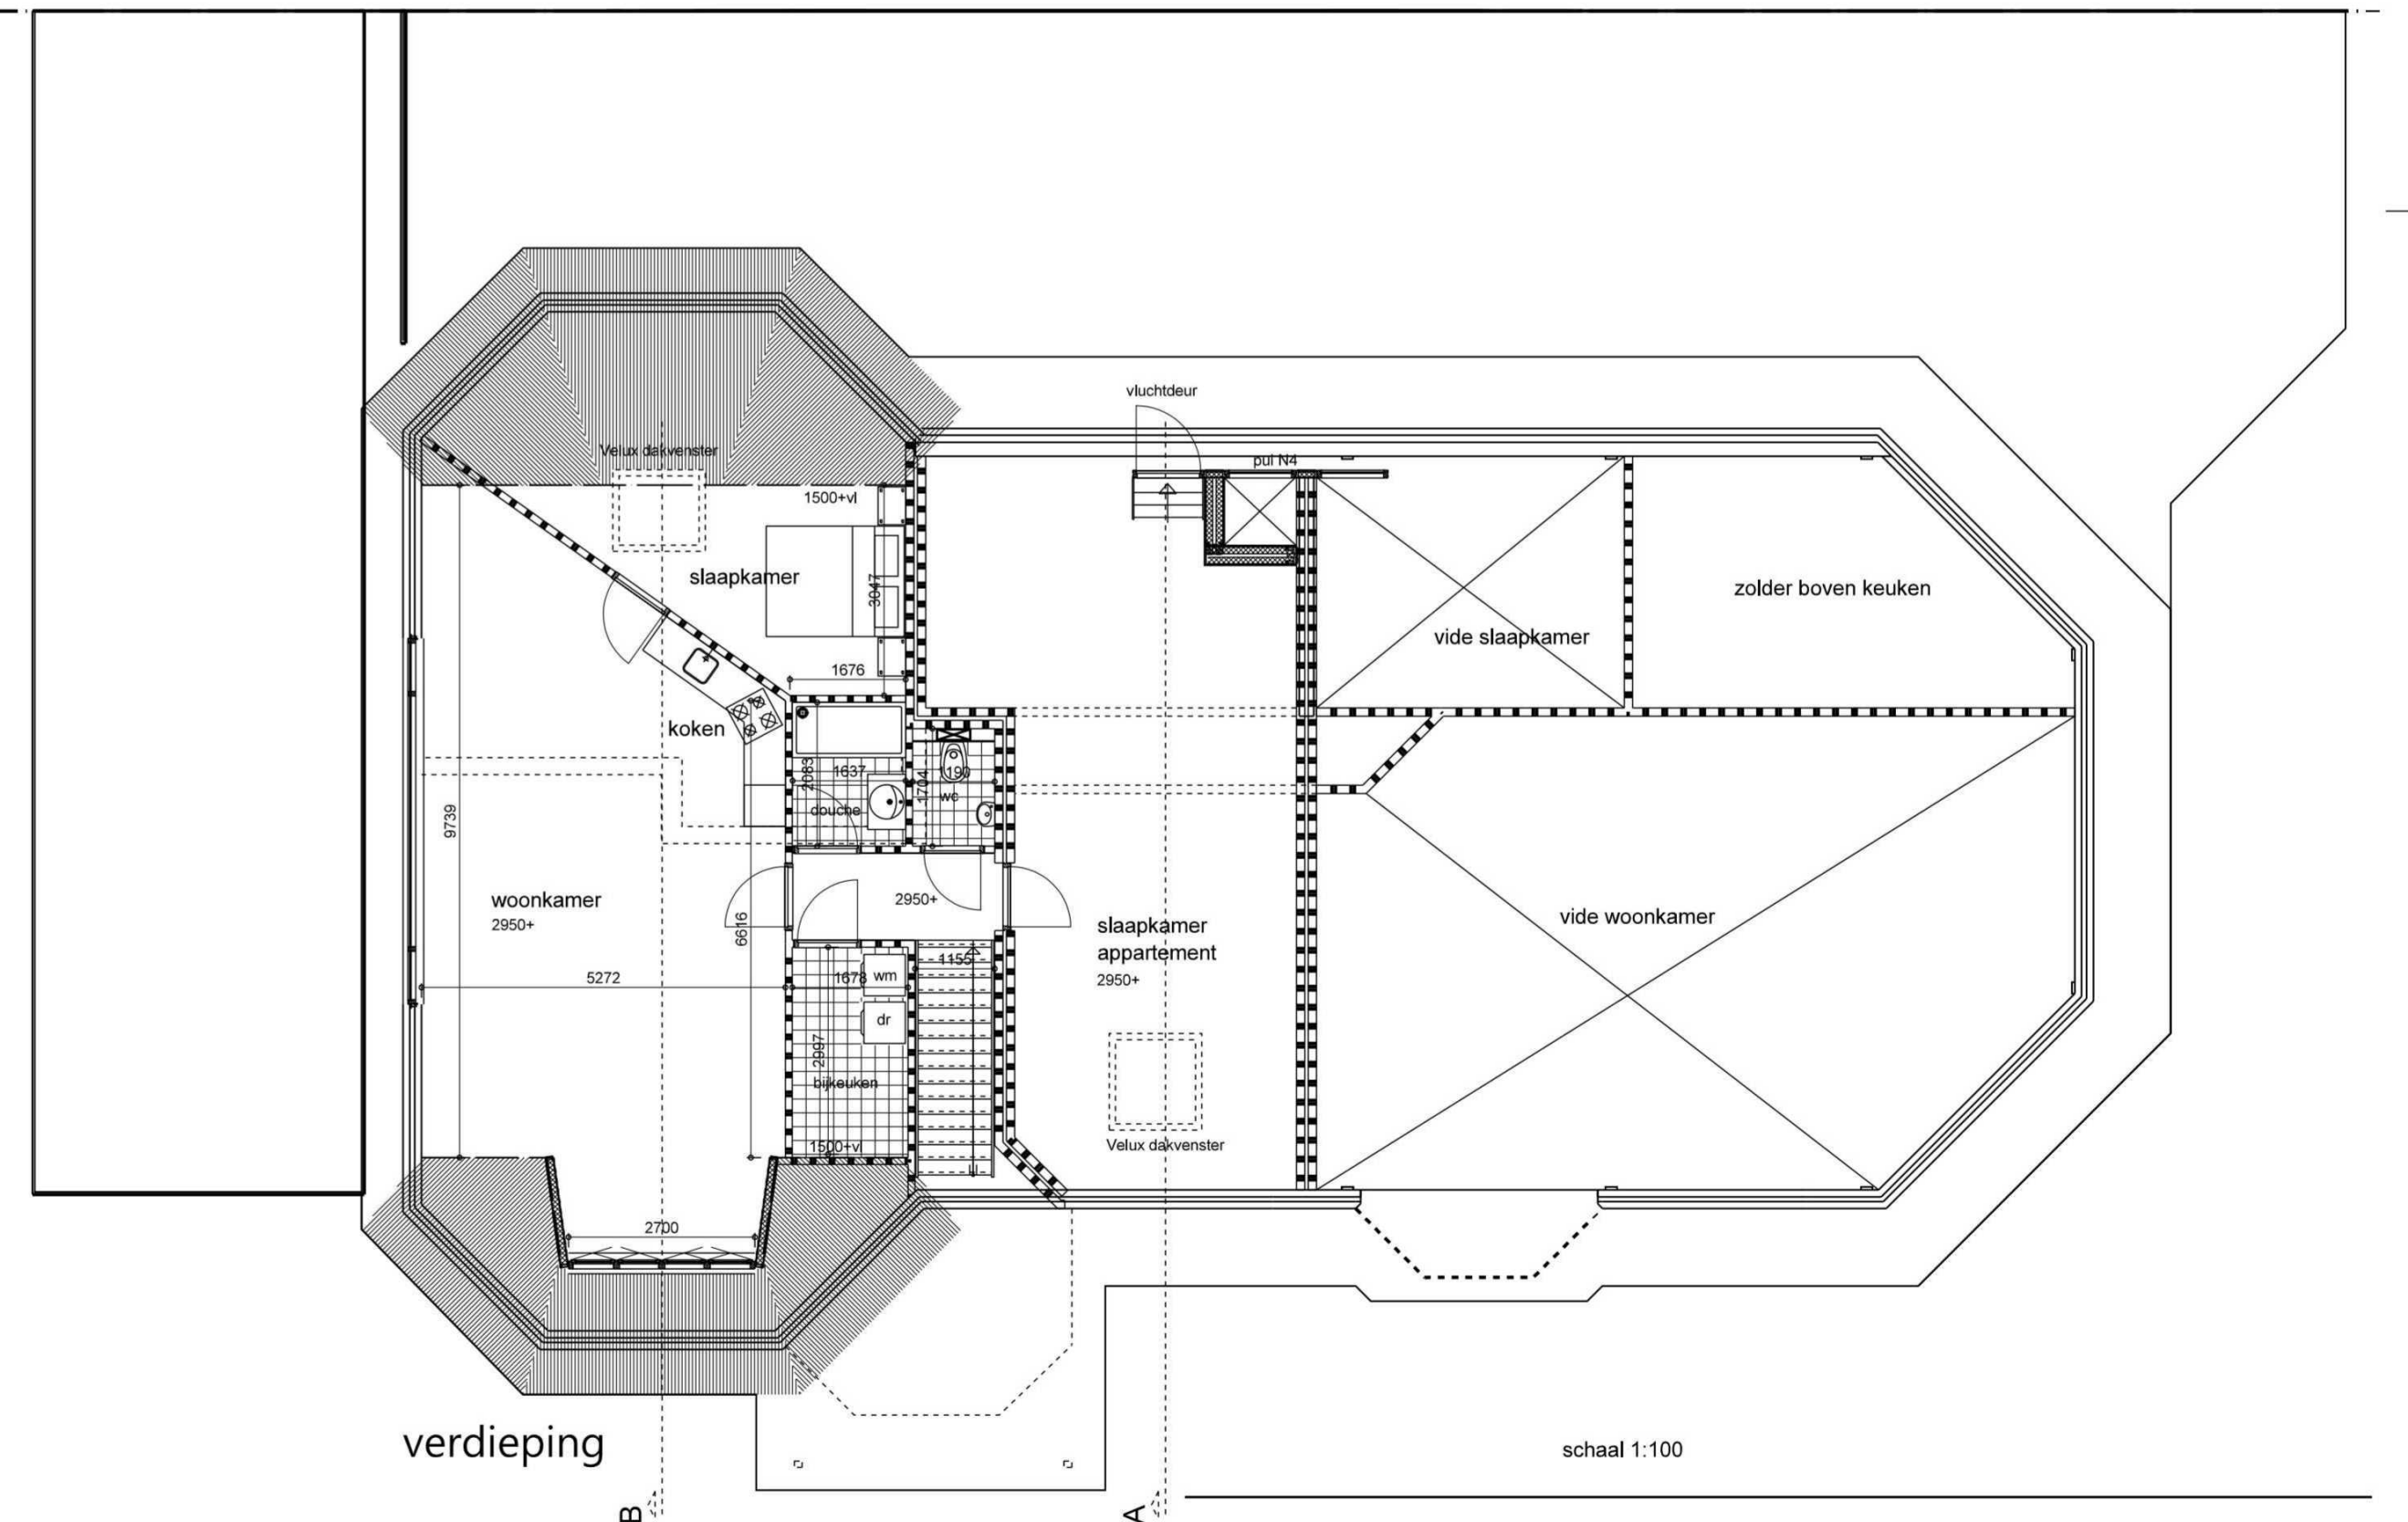 vluchtdeur
Velux dakvenster
pui N4
1500+vl
slaapkamer
3047
zolder boven keuken
vide slaapkamer
1676
koken
2083
1637
1704
1190
wc
douche
9739
woonkamer
2950+
2950+
6616
slaapkamer
appartement
2950+
vide woonkamer
5272
1678
wm
1155
dr
2997
bijkeuken
1500+vl
Velux dakvenster
2700
verdieping
schaal 1:100
B
A